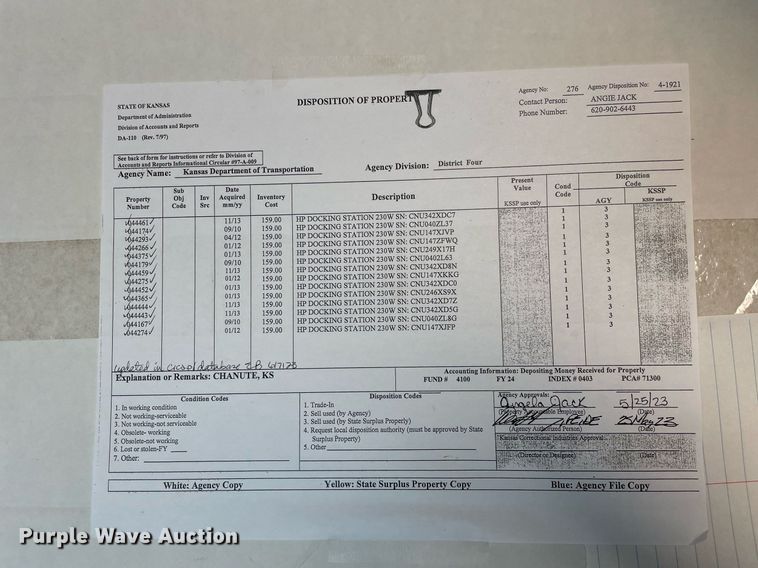 STATE OF KANSAS
Department of Administration
Division of Accounts and Reports
DA-110 (Rev. 7/97)
DISPOSITION OF PROPERT
Agency No: 276 Agency Disposition No: 4-1921
Contact Person: ANGIE JACK
Phone Number: 620-902-6443
See back of form for instructions or refer to Division of
Accounts and Reports Informational Circular #97-A-009
Agency Name: Kansas Department of Transportation
Agency Division: District Four
Property Number Sub Obj Code Inv Src Date Acquired mm/yy Inventory Cost Description Present Value KSSP use only Cond Code Disposition Code AGY KSSP KSSP use only
044461 11/13 159.00 HP DOCKING STATION 230W SN: CNU342XDC7 1 3
044174 09/10 159.00 HP DOCKING STATION 230W SN: CNU040ZL37 1 3
044293 04/12 159.00 HP DOCKING STATION 230W SN: CNU147XJVP 1 3
044266 01/12 159.00 HP DOCKING STATION 230W SN: CNU147ZFWQ 1 3
044375 01/13 159.00 HP DOCKING STATION 230W SN: CNU249X17H 1 3
044179 09/10 159.00 HP DOCKING STATION 230W SN: CNU0402L63 1 3
044459 11/13 159.00 HP DOCKING STATION 230W SN: CNU342XD8N 1 3
044275 01/12 159.00 HP DOCKING STATION 230W SN: CNU147XKKG 1 3
044452 01/13 159.00 HP DOCKING STATION 230W SN: CNU342XDC0 1 3
044365 01/13 159.00 HP DOCKING STATION 230W SN: CNU246XS9X 1 3
044444 11/13 159.00 HP DOCKING STATION 230W SN: CNU342XD7Z 1 3
044443 11/13 159.00 HP DOCKING STATION 230W SN: CNU342XD5G 1 3
044167 09/10 159.00 HP DOCKING STATION 230W SN: CNU040ZL8G 1 3
044274 01/12 159.00 HP DOCKING STATION 230W SN: CNU147XJFP 1 3
updated in database
Explanation or Remarks: CHANUTE, KS
Accounting Information: Depositing Money Received for Property
FUND # 4100 FY 24 INDEX # 0403 PCA# 71300
Condition Codes
1. In working condition
2. Not working-serviceable
3. Not working-not serviceable
4. Obsolete- working
5. Obsolete-not working
6. Lost or stolen-FY
7. Other:
Disposition Codes
1. Trade-In
2. Sell used (by Agency)
3. Sell used (by State Surplus Property)
4. Request local disposition authority (must be approved by State
Surplus Property)
5. Other
Agency Approvals:
Angela Jack 5/25/23
(Property Accountable Employee) (Date)
25May23
(Agency Authorized Person) (Date)
Kansas Correctional Industries Approval
(Director or Designee) (Date)
White: Agency Copy Yellow: State Surplus Property Copy Blue: Agency File Copy
Purple Wave Auction